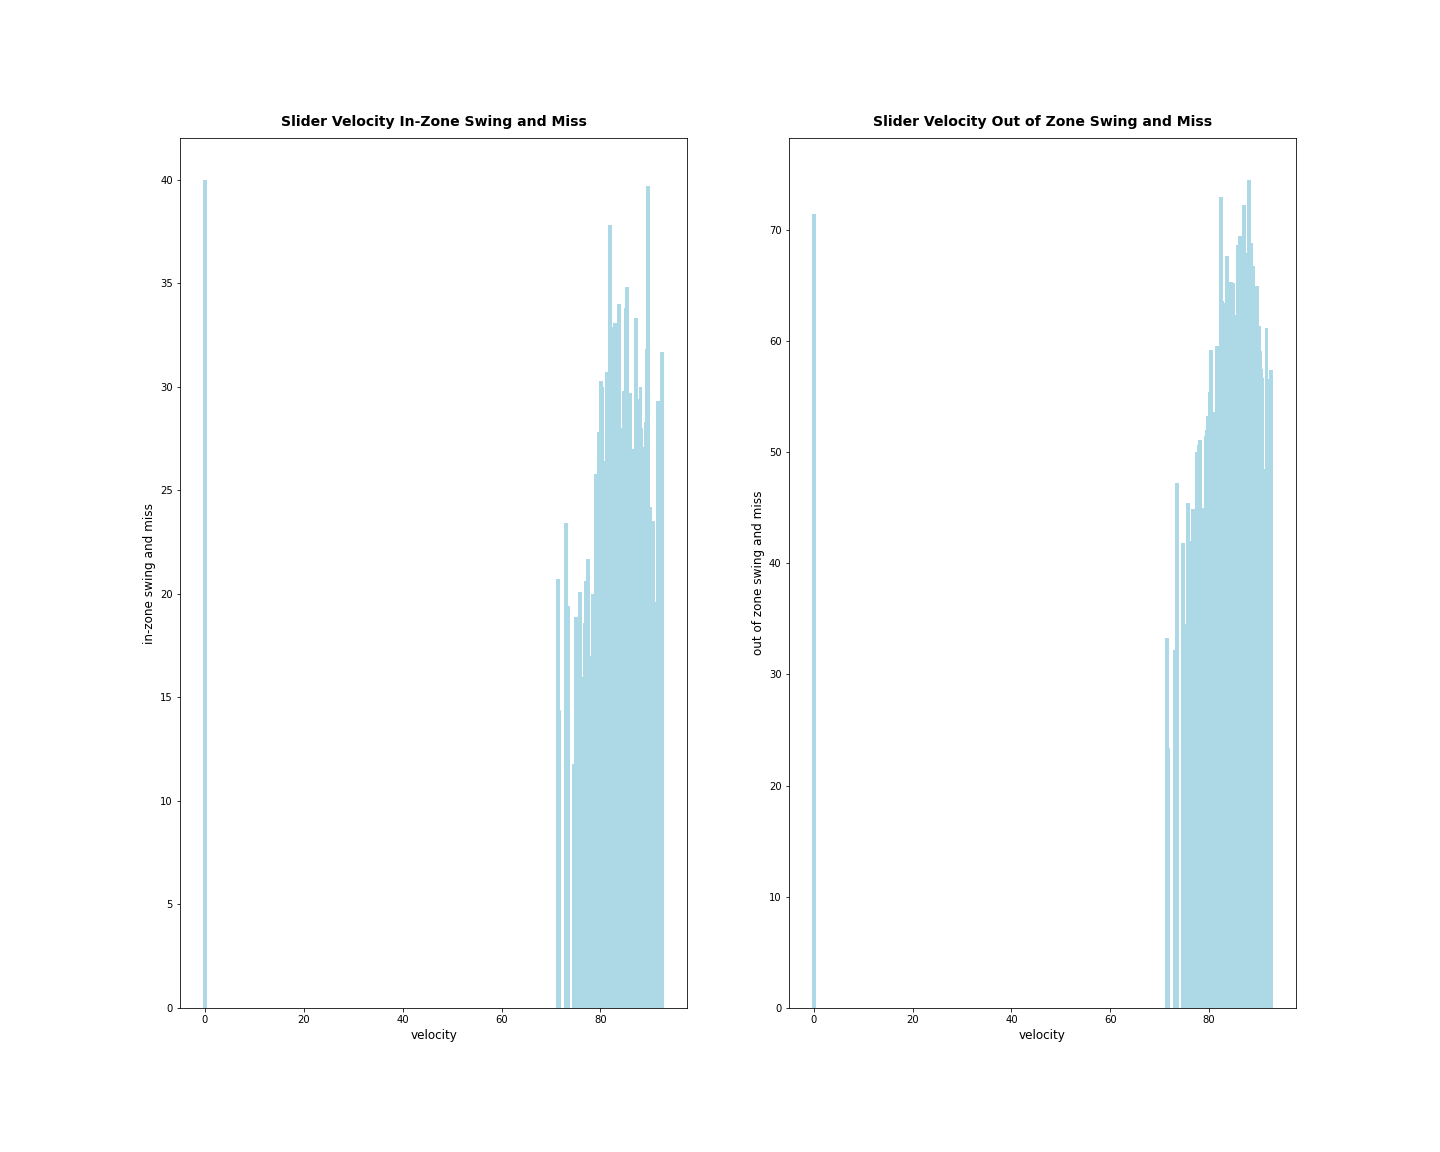 Slider Velocity In-Zone Swing and Miss
40
35
30
25
20
15
10
5
0
in-zone swing and miss
0 20 40 60 80
velocity
Slider Velocity Out of Zone Swing and Miss
70
60
50
40
30
20
10
0
out of zone swing and miss
0 20 40 60 80
velocity